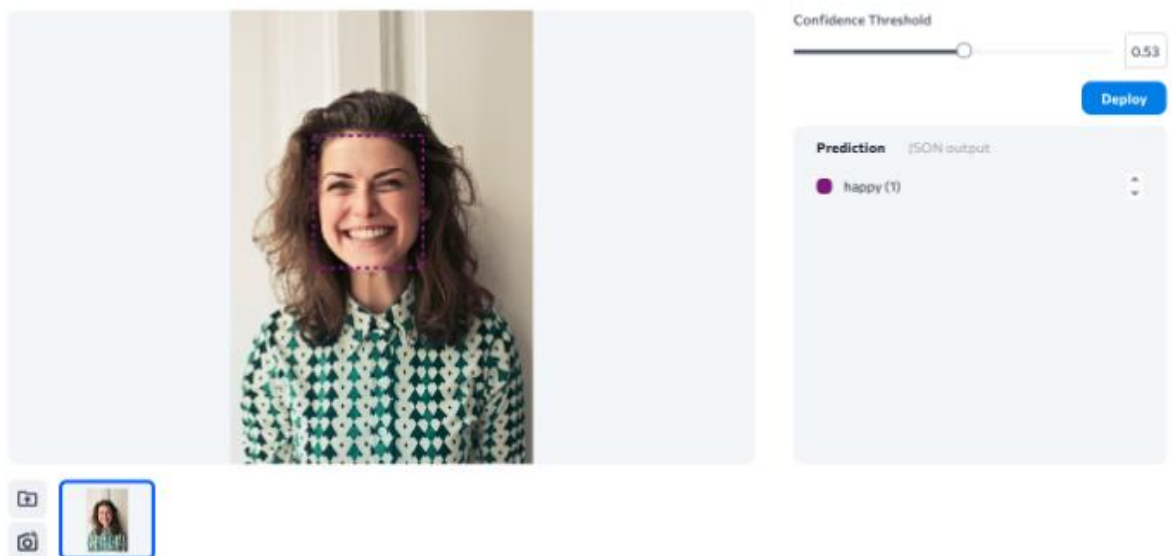 Confidence Threshold
0.53
Deploy
Prediction JSON output
happy (1)